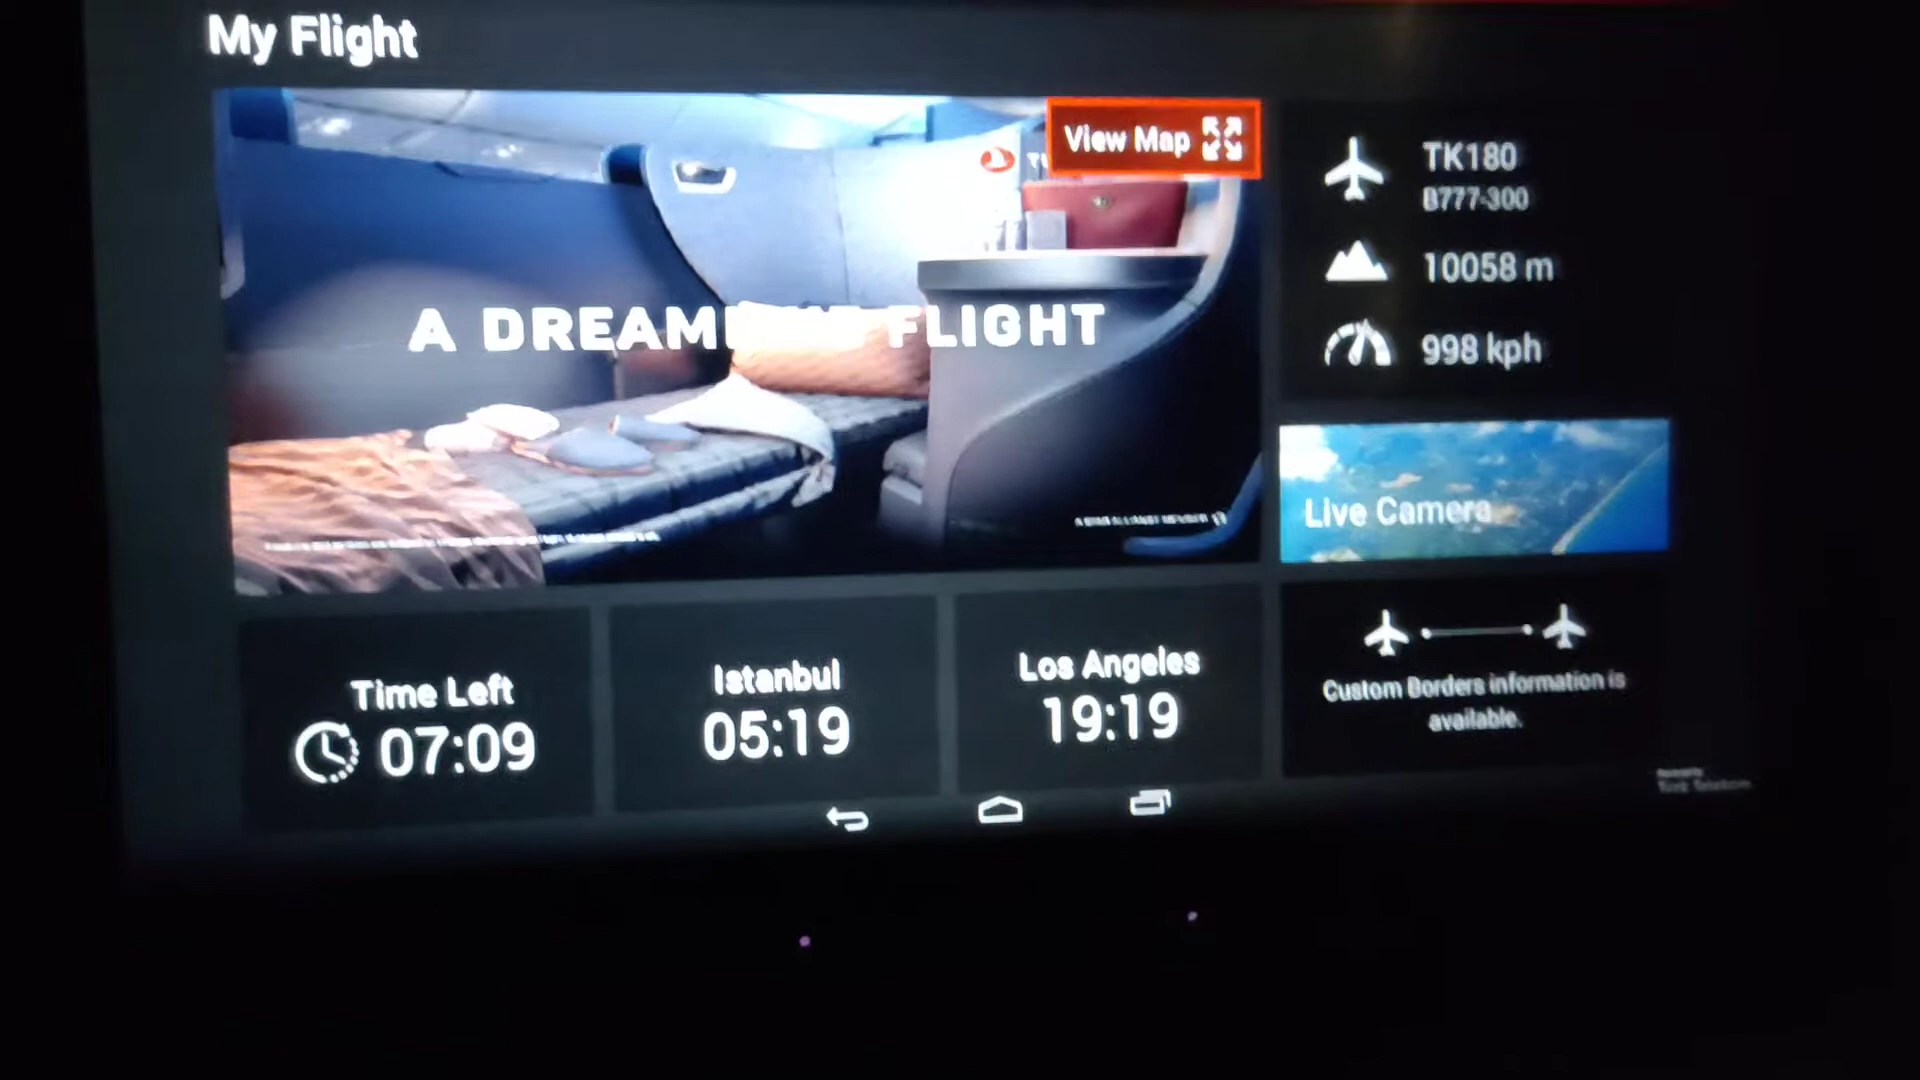 My Flight
View Map
A DREAM FLIGHT
TK180
B777-300
10058 m
998 kph
Live Camera
Time Left
07:09
Istanbul
05:19
Los Angeles
19:19
Custom Borders information is
available.